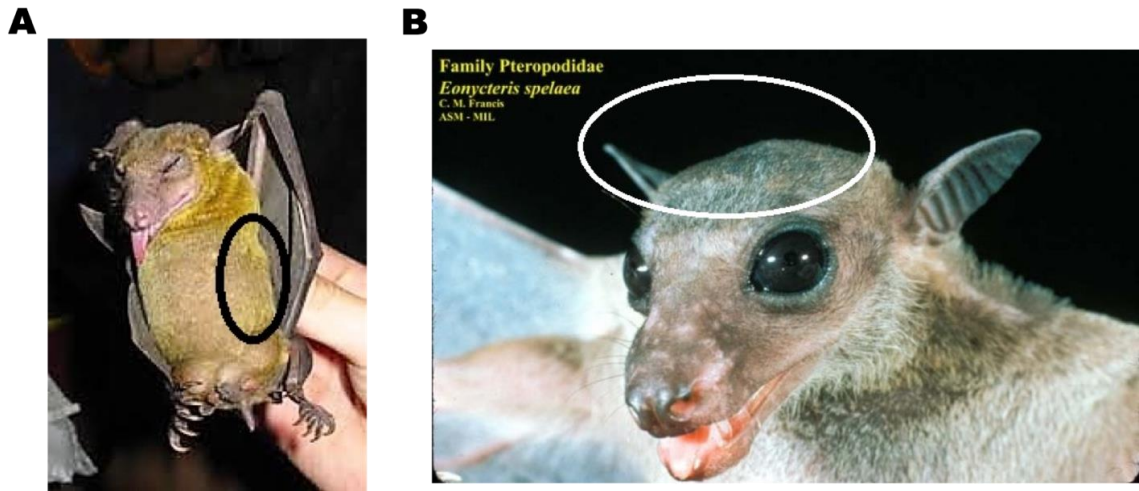 A
B
Family Pteropodidae
Eonycteris spelaea
C. M. Francis
ASM - MIL